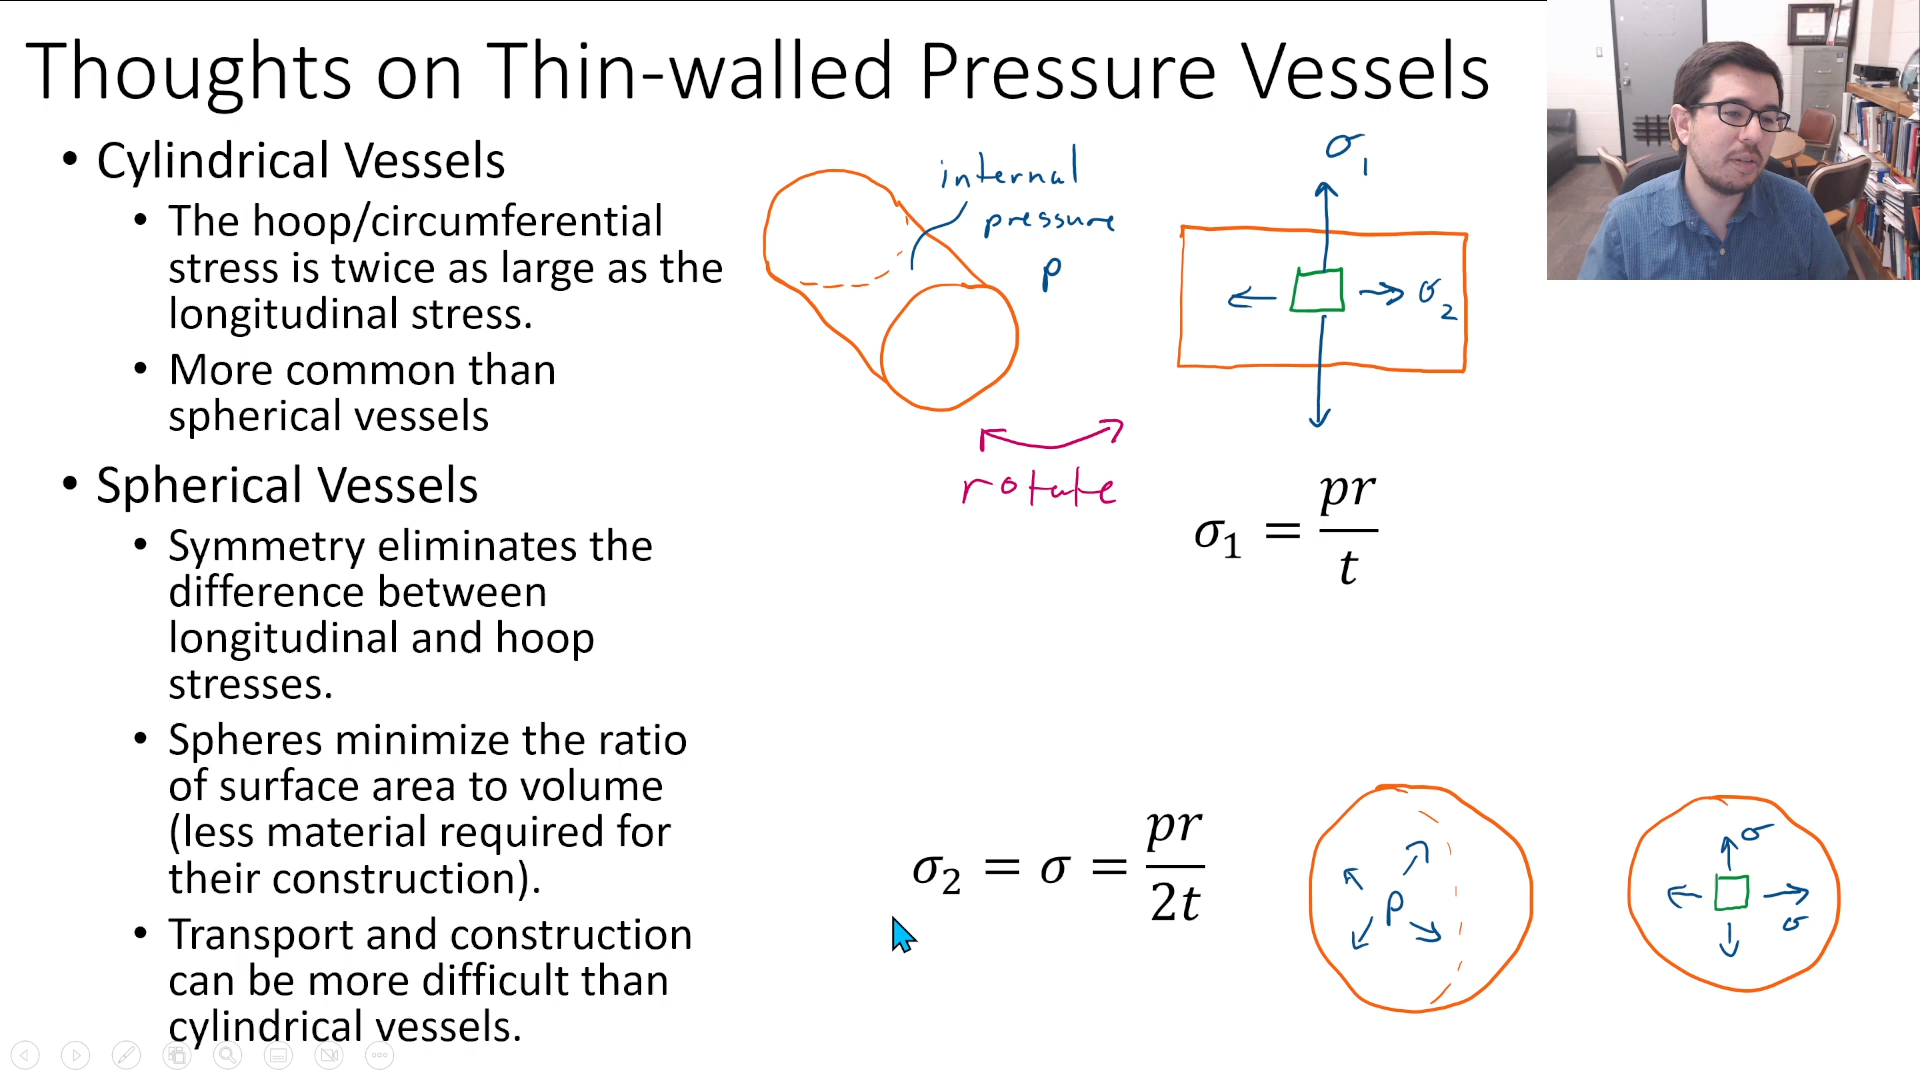 Thoughts on Thin-walled Pressure Vessels
• Cylindrical Vessels
• The hoop/circumferential
stress is twice as large as the
longitudinal stress.
• More common than
spherical vessels
• Spherical Vessels
• Symmetry eliminates the
difference between
longitudinal and hoop
stresses.
• Spheres minimize the ratio
of surface area to volume
(less material required for
their construction).
• Transport and construction
can be more difficult than
cylindrical vessels.
internal
pressure
p
rotate
σ₁
σ₂
σ₁ = pr/t
σ₂ = σ = pr/2t
p
σ
σ